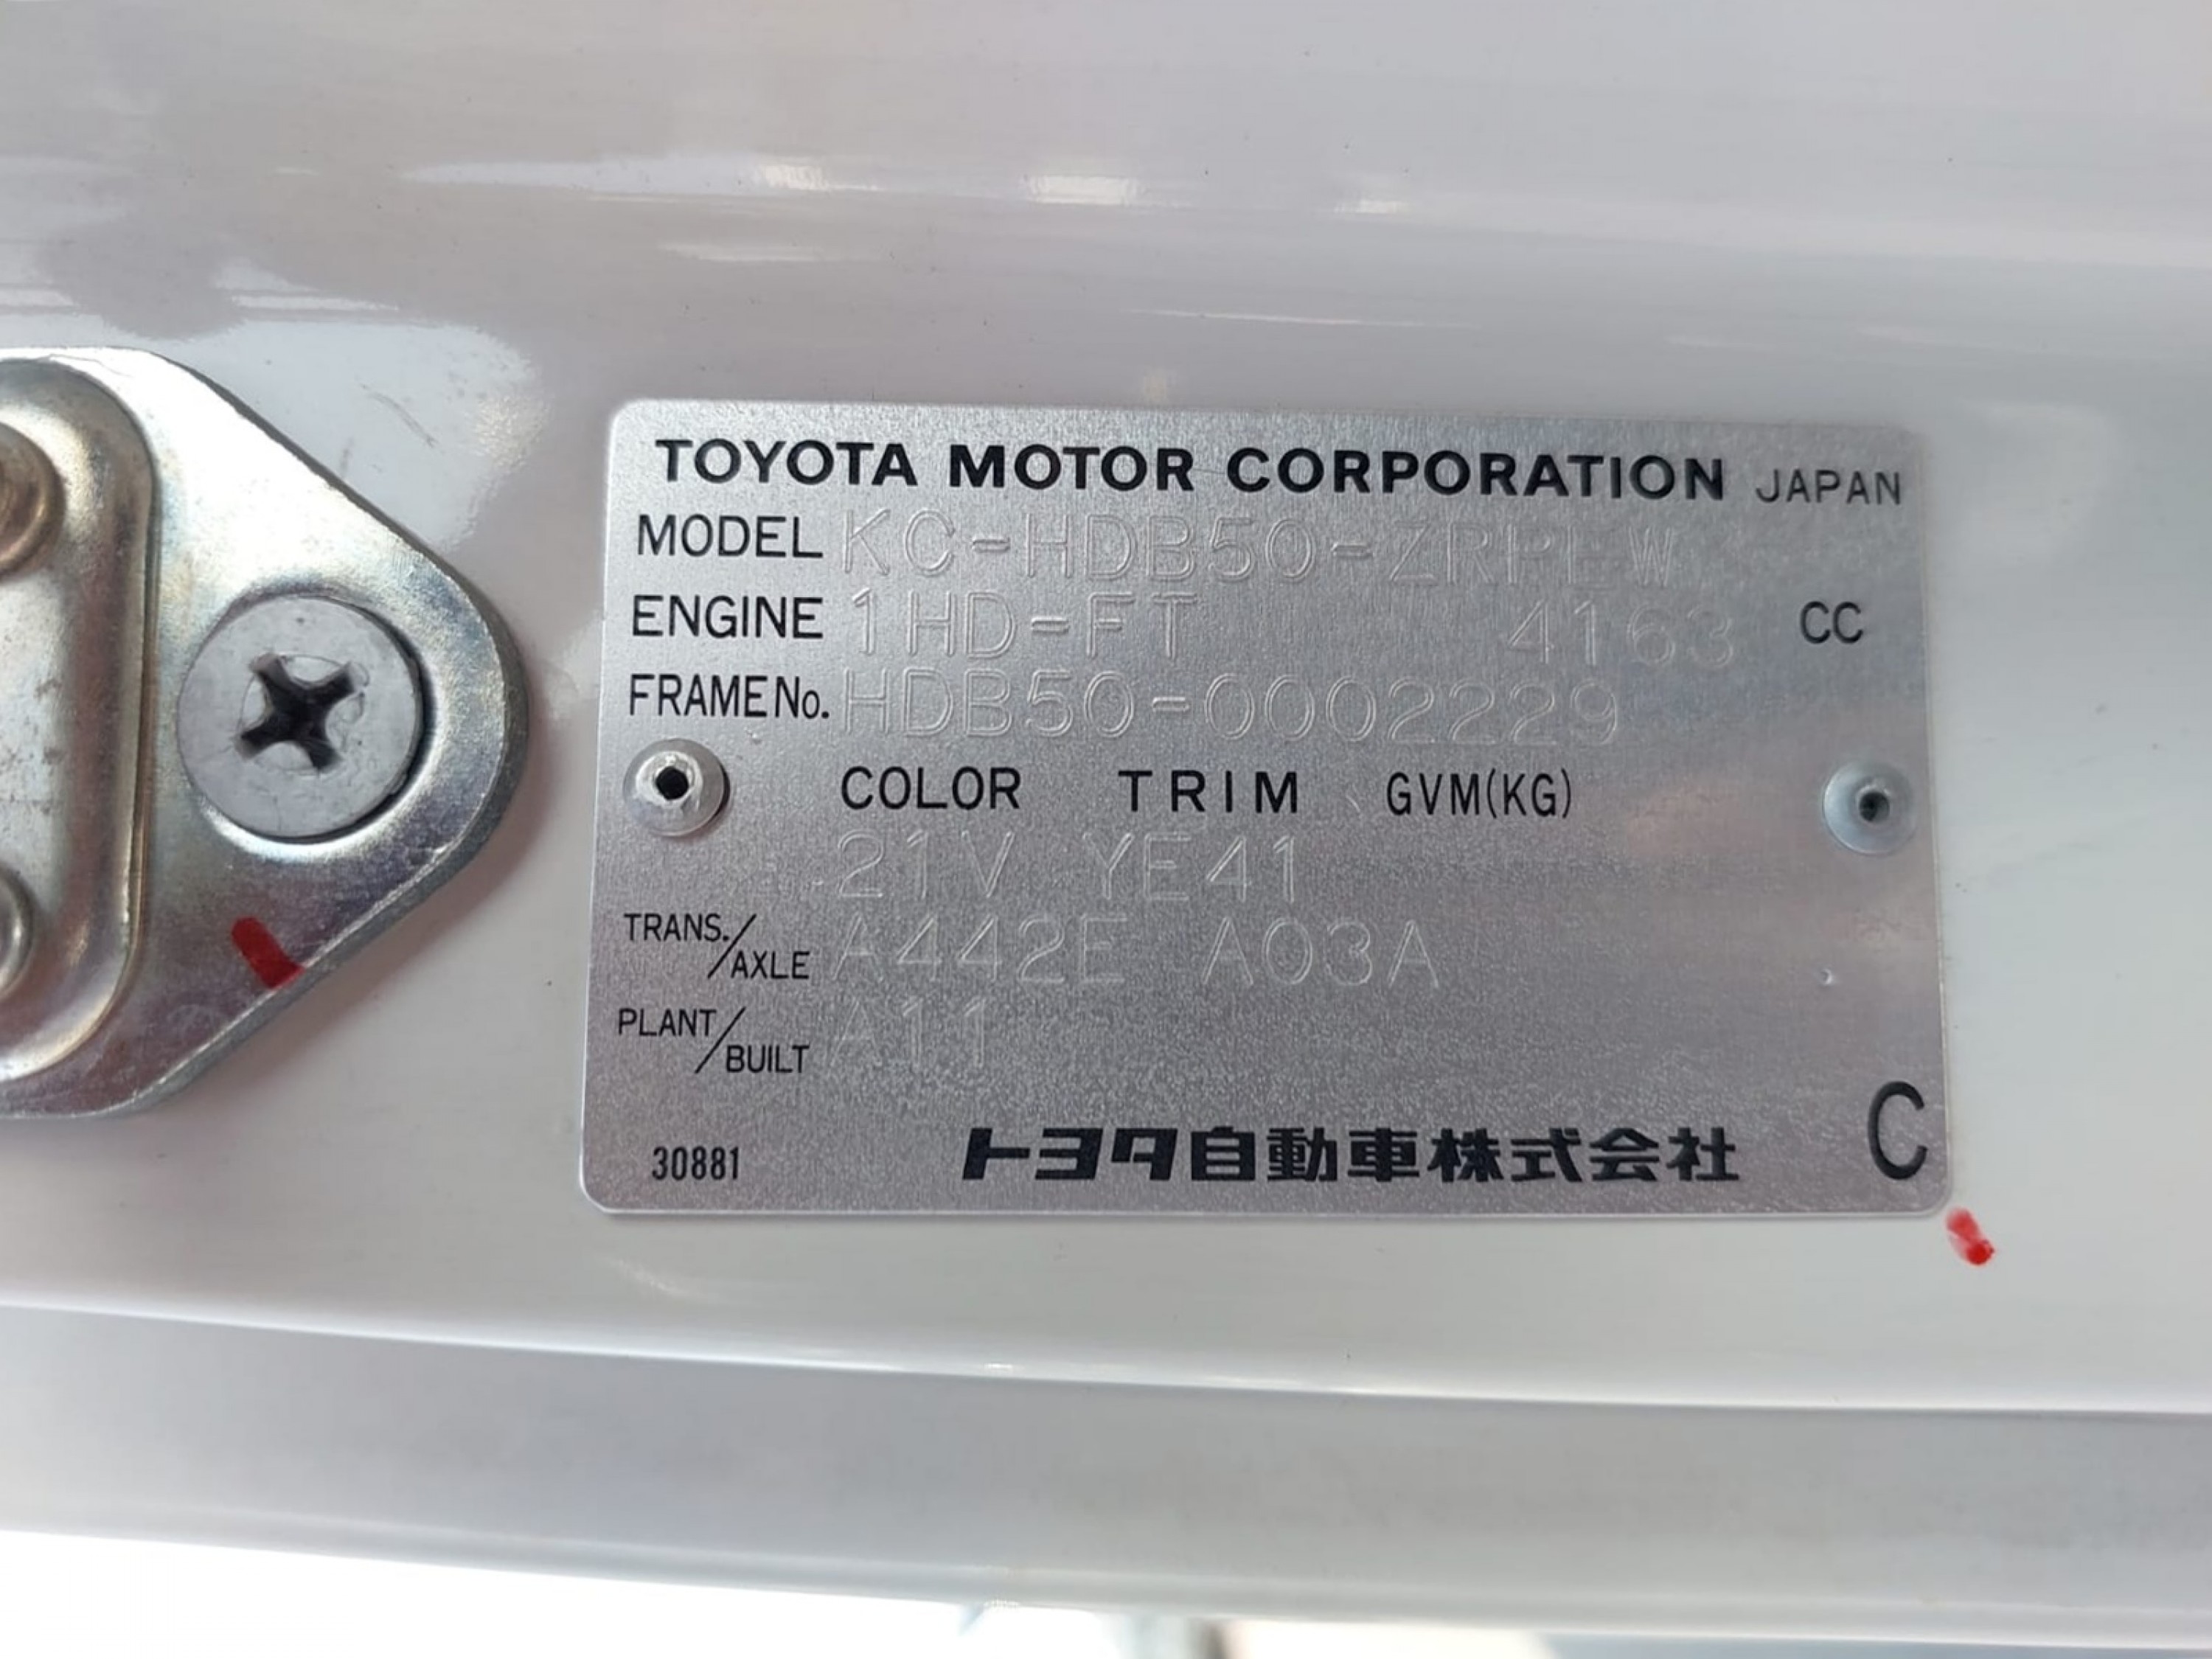 TOYOTA MOTOR CORPORATION JAPAN
MODEL KC-HDB50-ZRPEW
ENGINE 1HD-FT 4163 CC
FRAME No. HDB50-0002229
COLOR TRIM GVM(KG)
21V YE41
TRANS./AXLE A442E A03A
PLANT/BUILT A11
30881 トヨタ自動車株式会社 C